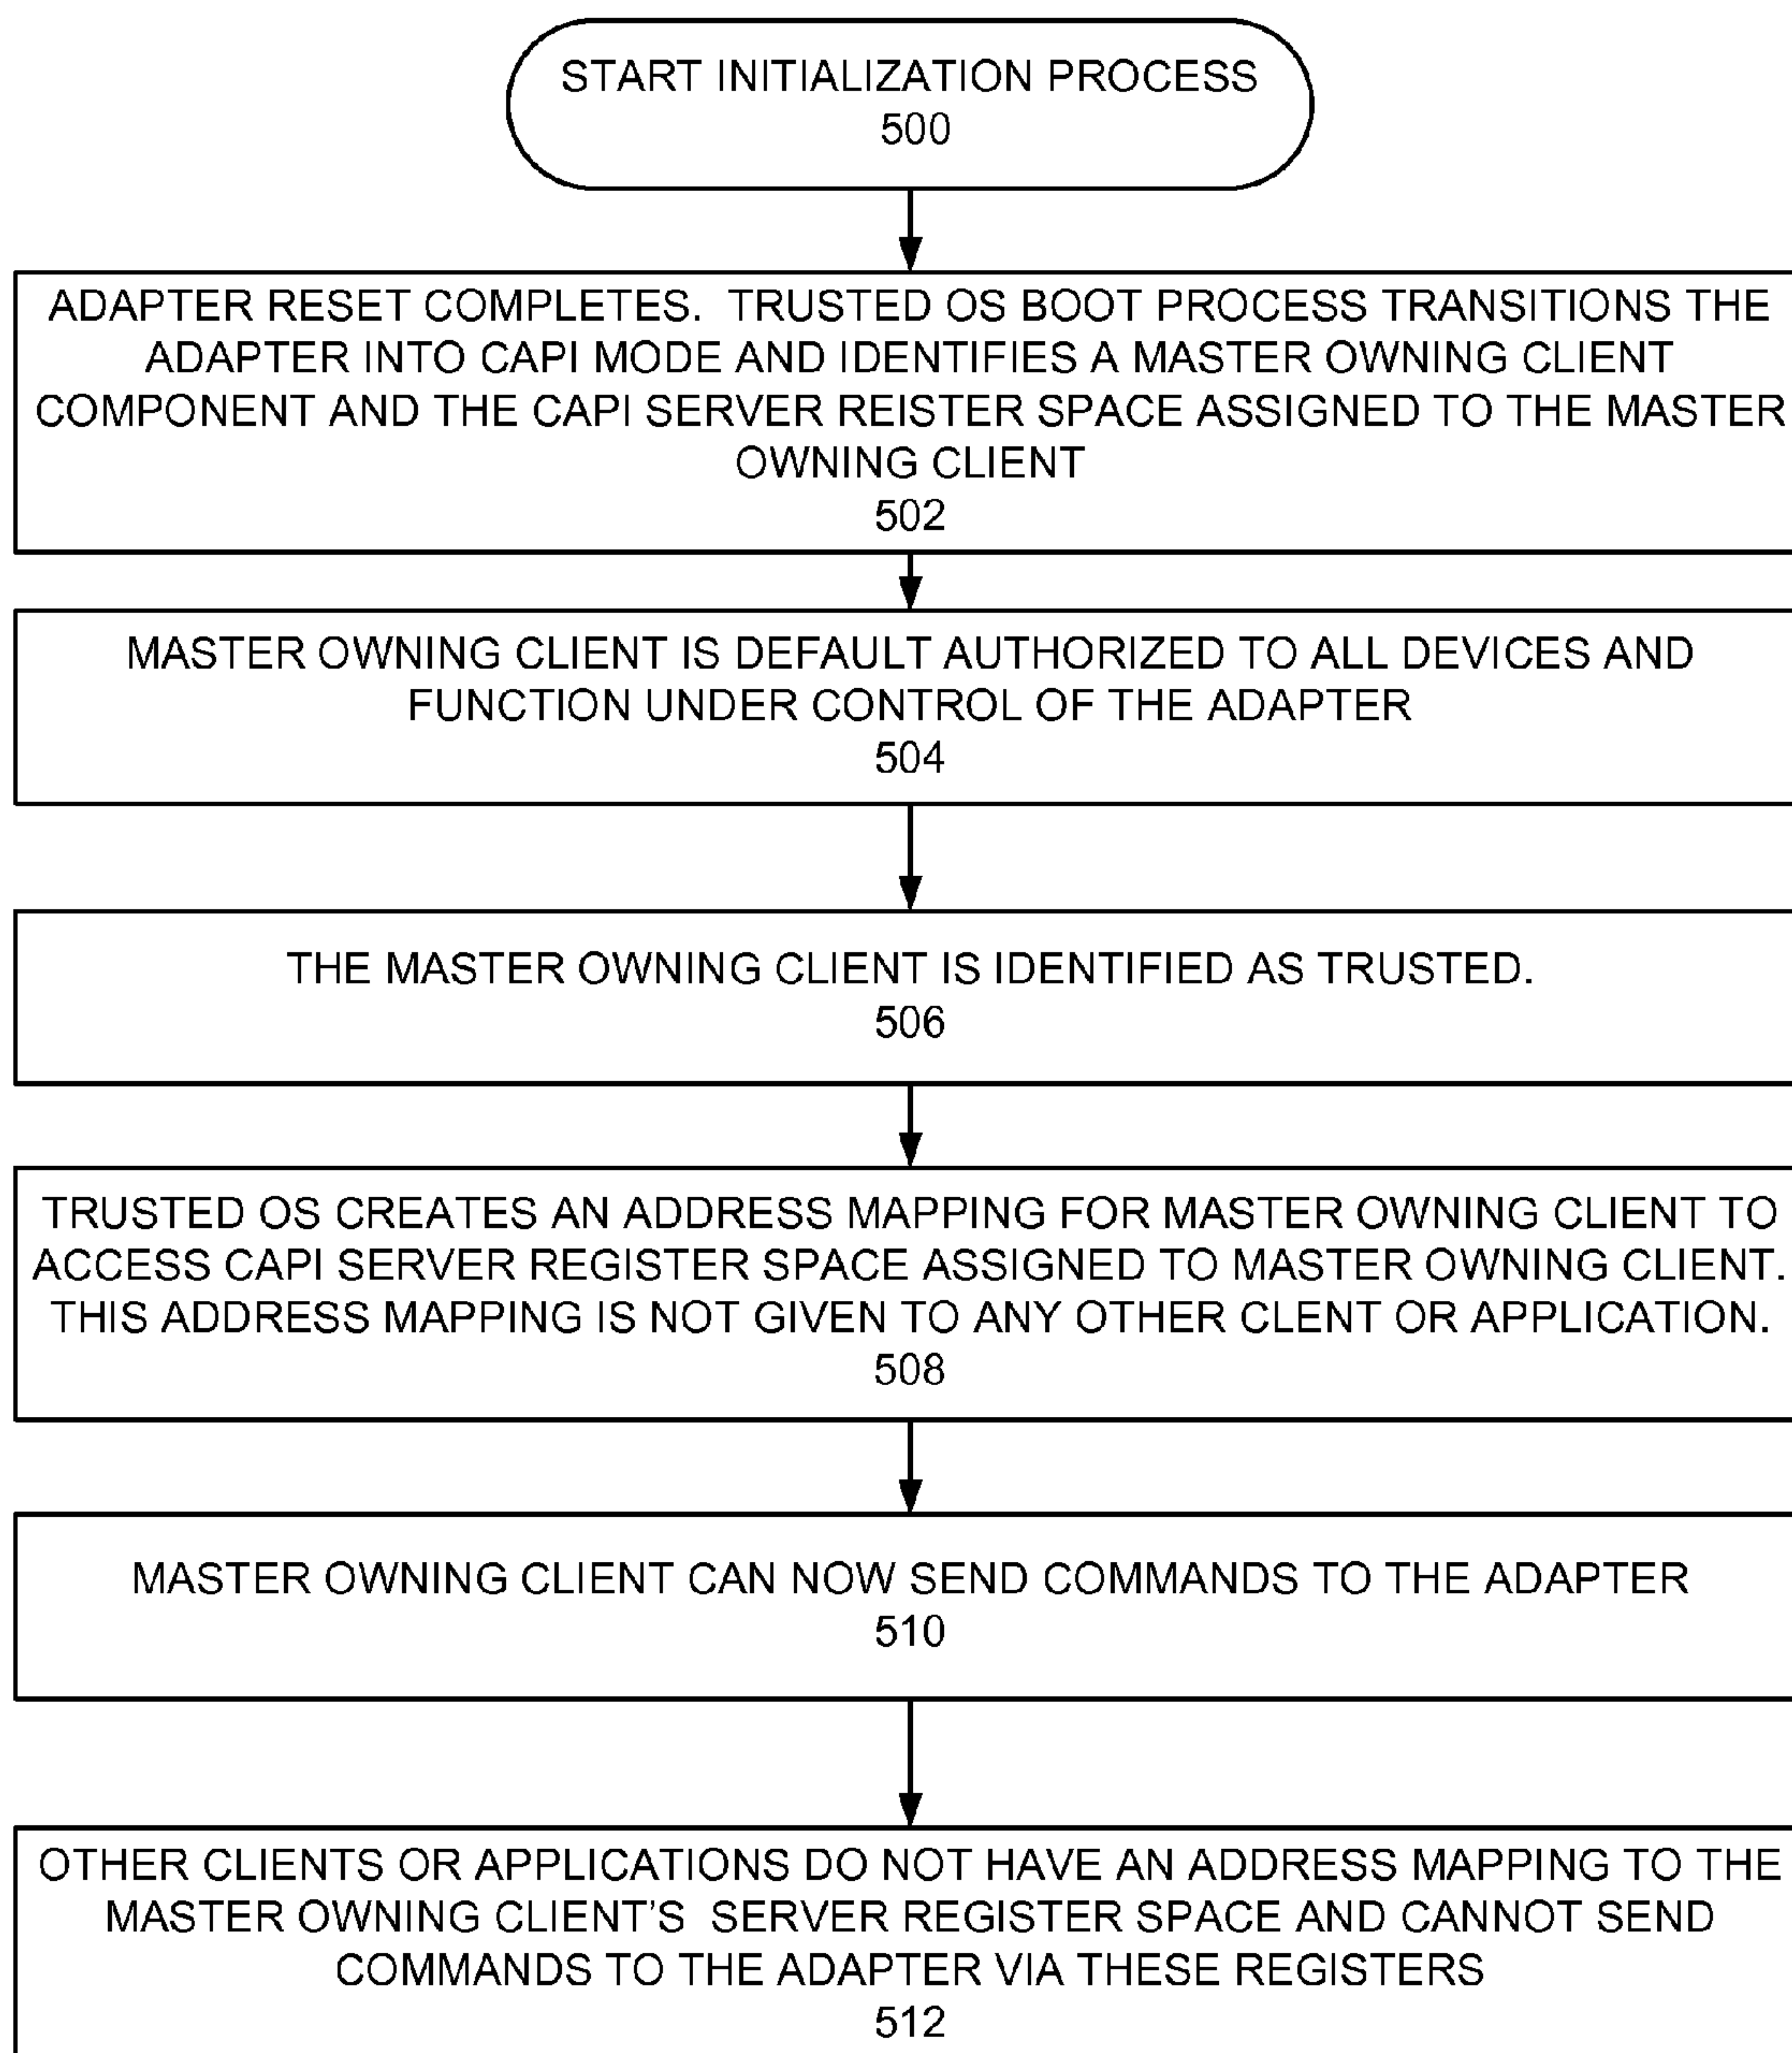 START INITIALIZATION PROCESS
500
ADAPTER RESET COMPLETES. TRUSTED OS BOOT PROCESS TRANSITIONS THE
ADAPTER INTO CAPI MODE AND IDENTIFIES A MASTER OWNING CLIENT
COMPONENT AND THE CAPI SERVER REISTER SPACE ASSIGNED TO THE MASTER
OWNING CLIENT
502
MASTER OWNING CLIENT IS DEFAULT AUTHORIZED TO ALL DEVICES AND
FUNCTION UNDER CONTROL OF THE ADAPTER
504
THE MASTER OWNING CLIENT IS IDENTIFIED AS TRUSTED.
506
TRUSTED OS CREATES AN ADDRESS MAPPING FOR MASTER OWNING CLIENT TO
ACCESS CAPI SERVER REGISTER SPACE ASSIGNED TO MASTER OWNING CLIENT.
THIS ADDRESS MAPPING IS NOT GIVEN TO ANY OTHER CLENT OR APPLICATION.
508
MASTER OWNING CLIENT CAN NOW SEND COMMANDS TO THE ADAPTER
510
OTHER CLIENTS OR APPLICATIONS DO NOT HAVE AN ADDRESS MAPPING TO THE
MASTER OWNING CLIENT'S SERVER REGISTER SPACE AND CANNOT SEND
COMMANDS TO THE ADAPTER VIA THESE REGISTERS
512